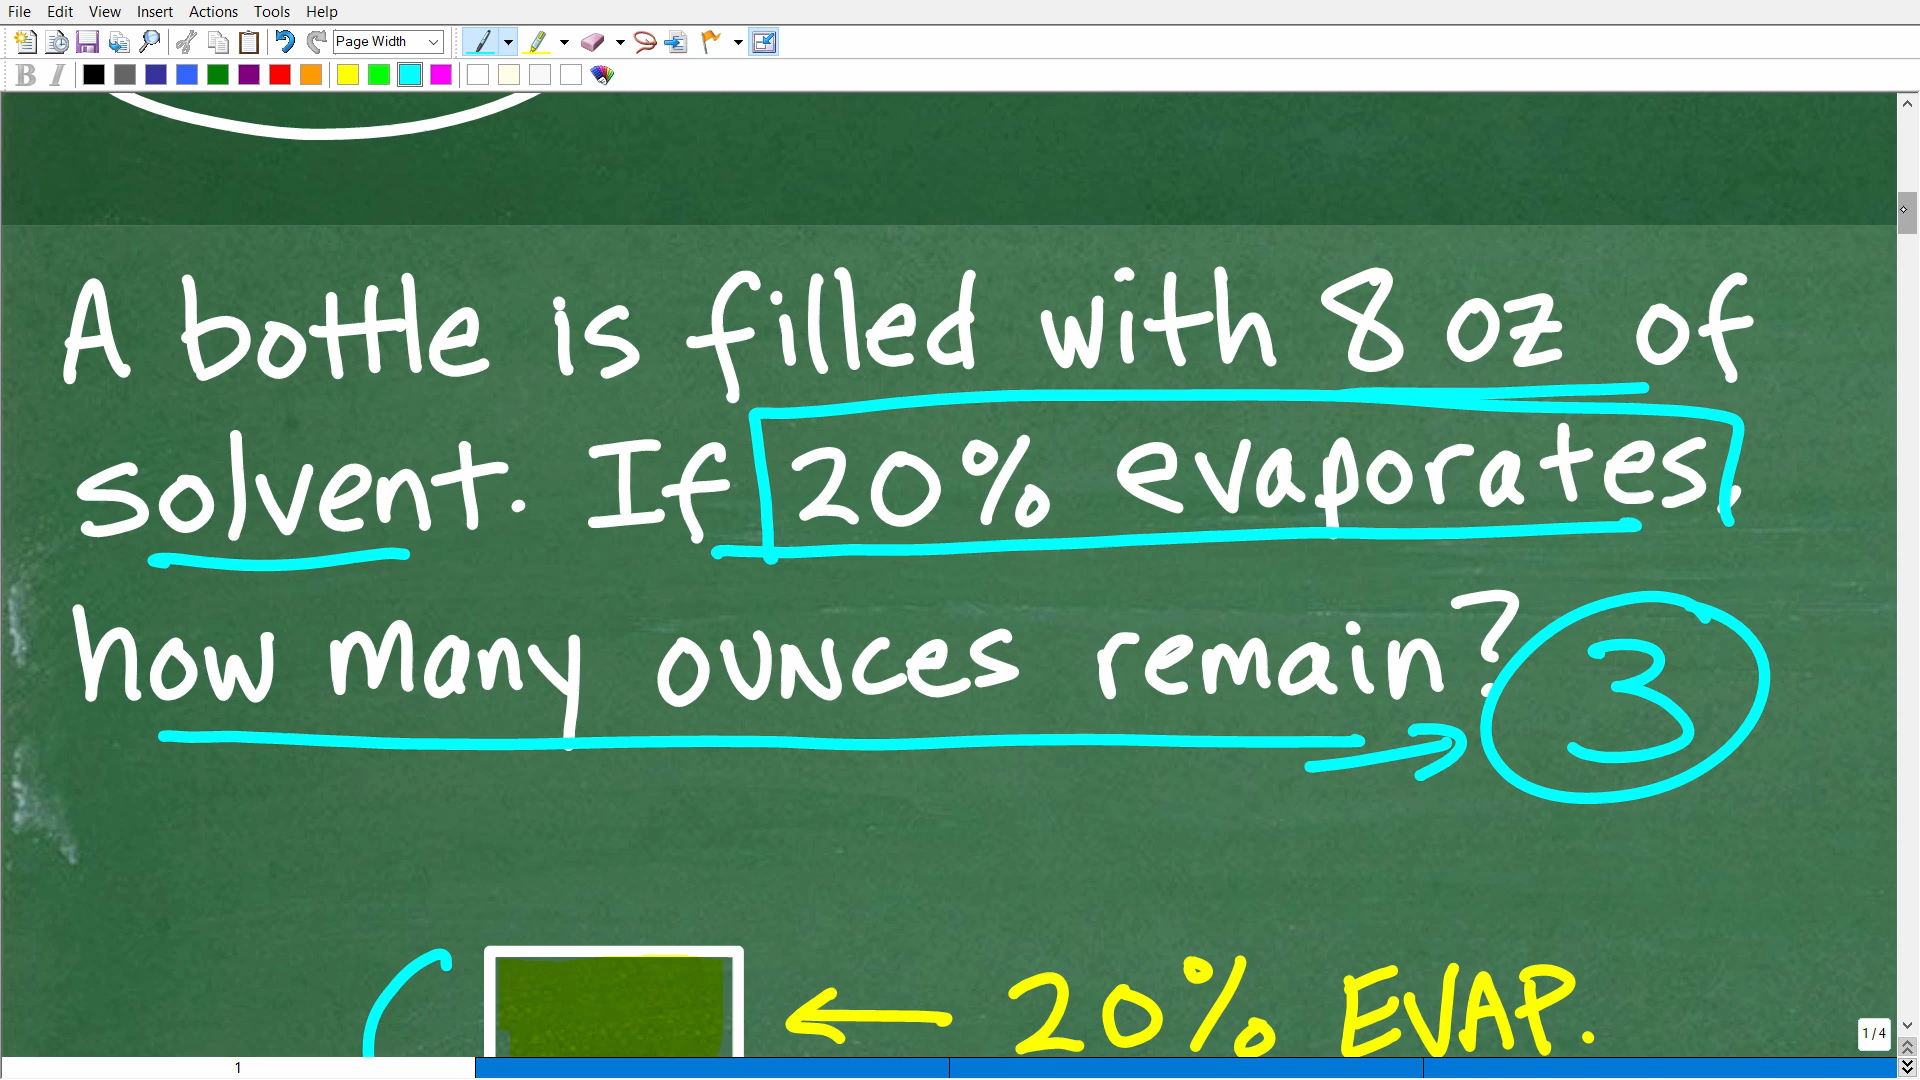 File Edit View Insert Actions Tools Help
Page Width
B I
A bottle is filled with 8 oz of
solvent. If 20% evaporates,
how many ounces remain?
3
20% EVAP.
1 / 4
1